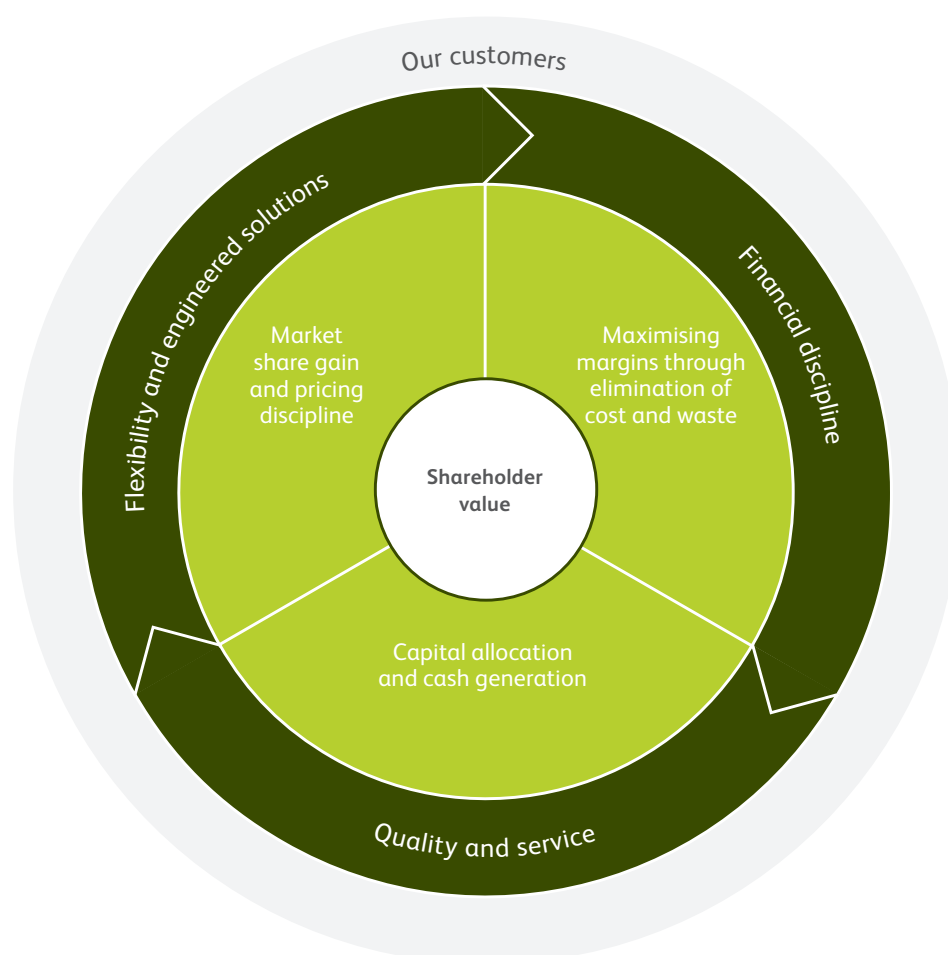 Our customers
Flexibility and engineered solutions
Financial discipline
Market
share gain
and pricing
discipline
Maximising
margins through
elimination of
cost and waste
Shareholder
value
Capital allocation
and cash generation
Quality and service